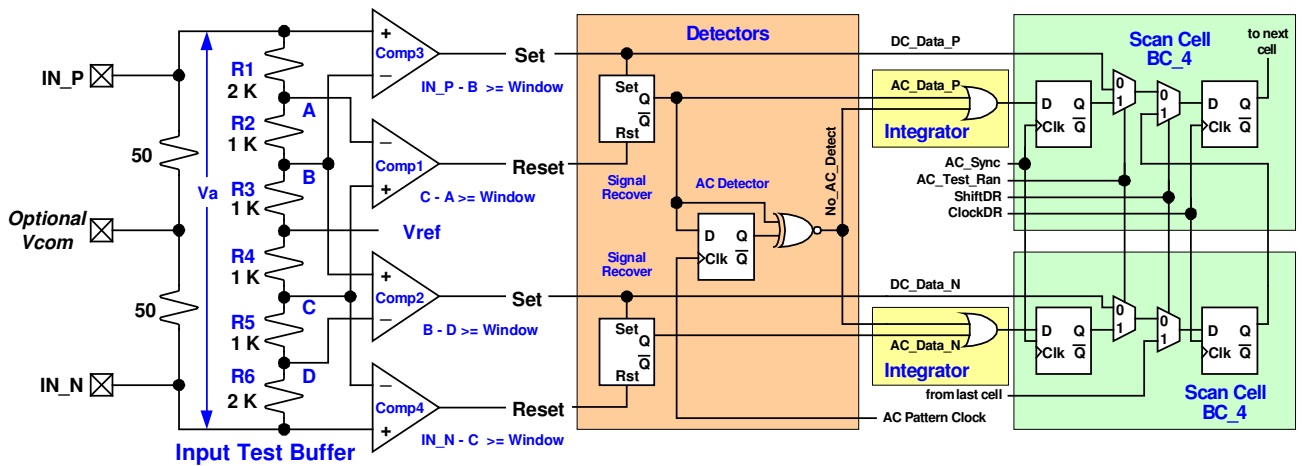 IN_P
50
Optional
Vcom
50
IN_N
Va
R1
2 K
A
R2
1 K
B
R3
1 K
Vref
R4
1 K
C
R5
1 K
D
R6
2 K
Input Test Buffer
+
Comp3
−
IN_P - B >= Window
−
Comp1
+
C - A >= Window
+
Comp2
−
B - D >= Window
−
Comp4
+
IN_N - C >= Window
Set
Reset
Set
Reset
Detectors
Set
Q
Q
Rst
Signal
Recover
AC Detector
D Q
Q
Clk
No_AC_Detect
Signal
Recover
Set
Q
Q
Rst
DC_Data_P
AC_Data_P
Integrator
AC_Sync
AC_Test_Ran
ShiftDR
ClockDR
DC_Data_N
AC_Data_N
Integrator
from last cell
AC Pattern Clock
Scan Cell
BC_4
to next
cell
D Q
Q
Clk
0
1
0
1
D Q
Q
Clk
D Q
Q
Clk
0
1
0
1
D Q
Q
Clk
Scan Cell
BC_4